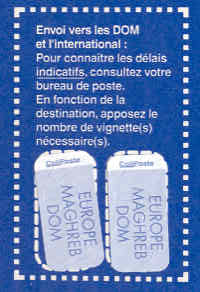 Envoi vers les DOM
et l'international :
Pour connaître les délais
indicatifs, consultez votre
bureau de poste.
En fonction de la
destination, apposez le
nombre de vignette(s)
nécessaire(s).
ColiPoste
EUROPE
MAGHREB
DOM
ColiPoste
EUROPE
MAGHREB
DOM